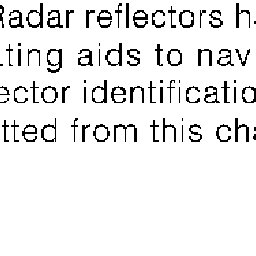 Radar reflectors h
ting aids to nav
ector identificatio
tted from this cha